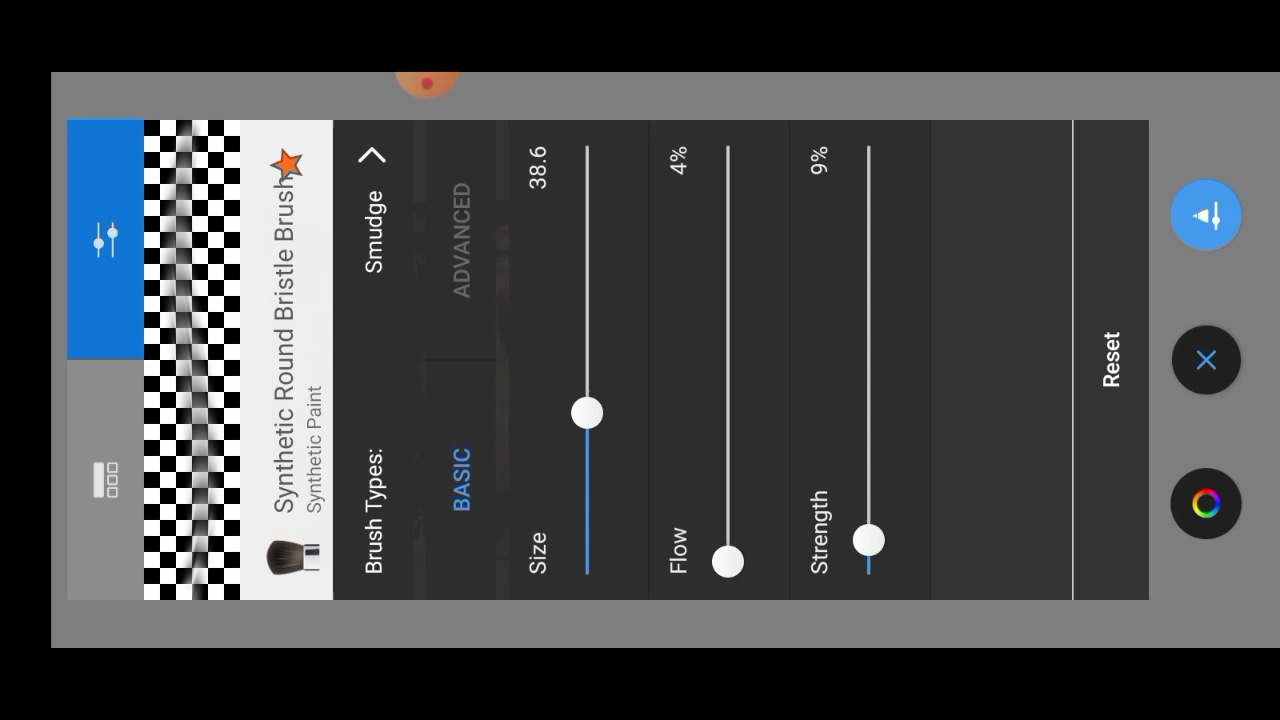 Synthetic Round Bristle Brush
Synthetic Paint
Brush Types: Smudge
BASIC ADVANCED
Size 38.6
Flow 4%
Strength 9%
Reset